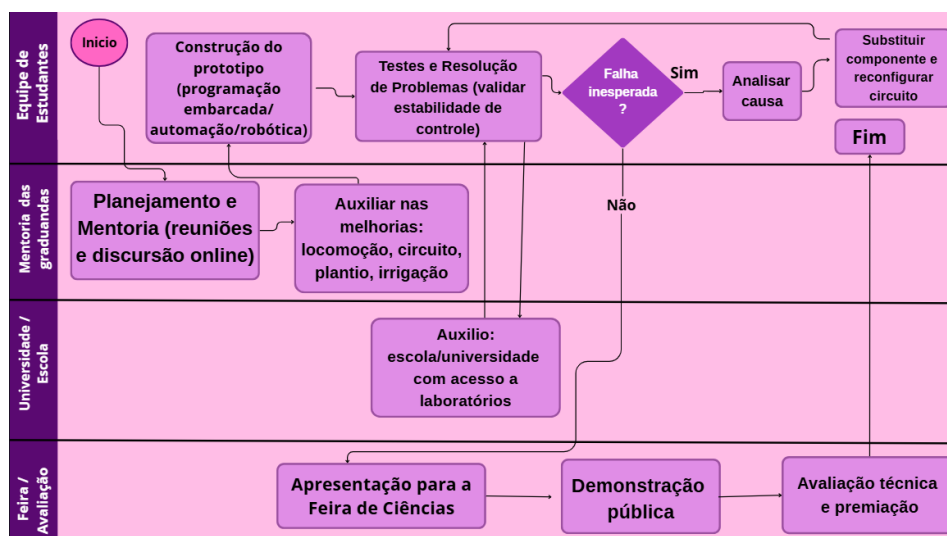 Equipe de
Estudantes
Inicio
Construção do
prototipo
(programação
embarcada/
automação/robótica)
Testes e Resolução
de Problemas (validar
estabilidade de
controle)
Falha
inesperada
?
Sim
Não
Analisar
causa
Substituir
componente e
reconfigurar
circuito
Fim
Mentoria das
graduandas
Planejamento e
Mentoria (reuniões
e discursão online)
Auxiliar nas
melhorias:
locomoção, circuito,
plantio, irrigação
Universidade /
Escola
Auxilio:
escola/universidade
com acesso a
laboratórios
Feira /
Avaliação
Apresentação para a
Feira de Ciências
Demonstração
pública
Avaliação técnica
e premiação